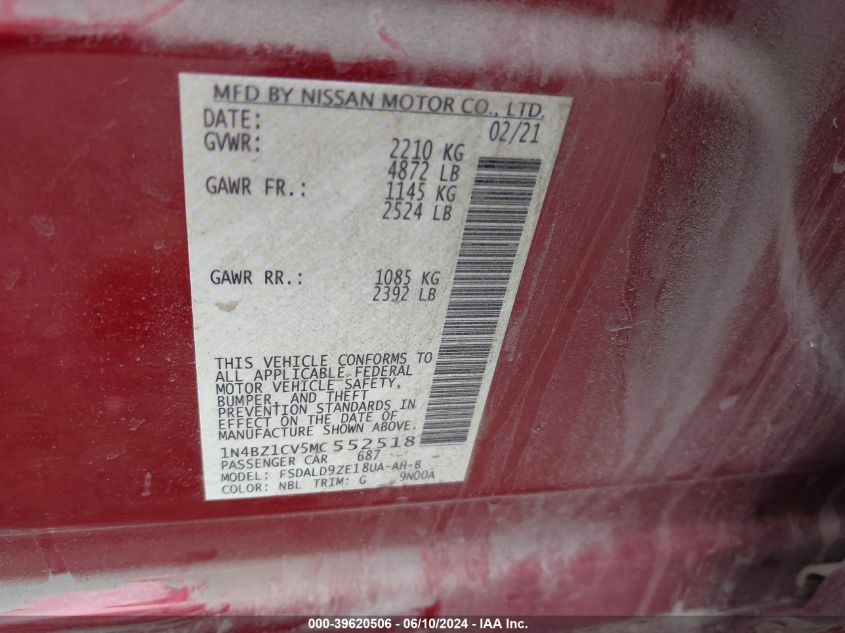 MFD BY NISSAN MOTOR CO., LTD.
DATE: 02/21
GVWR: 2210 KG
4872 LB
GAWR FR.: 1145 KG
2524 LB
GAWR RR.: 1085 KG
2392 LB
THIS VEHICLE CONFORMS TO
ALL APPLICABLE FEDERAL
MOTOR VEHICLE SAFETY,
BUMPER, AND THEFT
PREVENTION STANDARDS IN
EFFECT ON THE DATE OF
MANUFACTURE SHOWN ABOVE.
1N4BZ1CV5MC 552518
PASSENGER CAR 687
MODEL: FSDALD9ZE18UA-AR-B
COLOR: NBL TRIM: G 9N00A
000-39620506 - 06/10/2024 - IAA Inc.